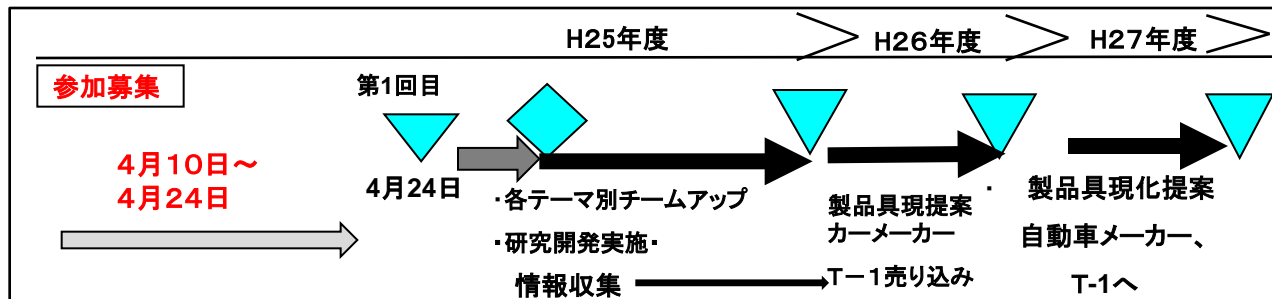 H25年度
H26年度
H27年度
参加募集
第1回目
4月10日～
4月24日
4月24日
・各テーマ別チームアップ
・研究開発実施・
情報収集
製品具現提案
カーメーカー
T－1売り込み
・
製品具現化提案
自動車メーカー、
T-1へ